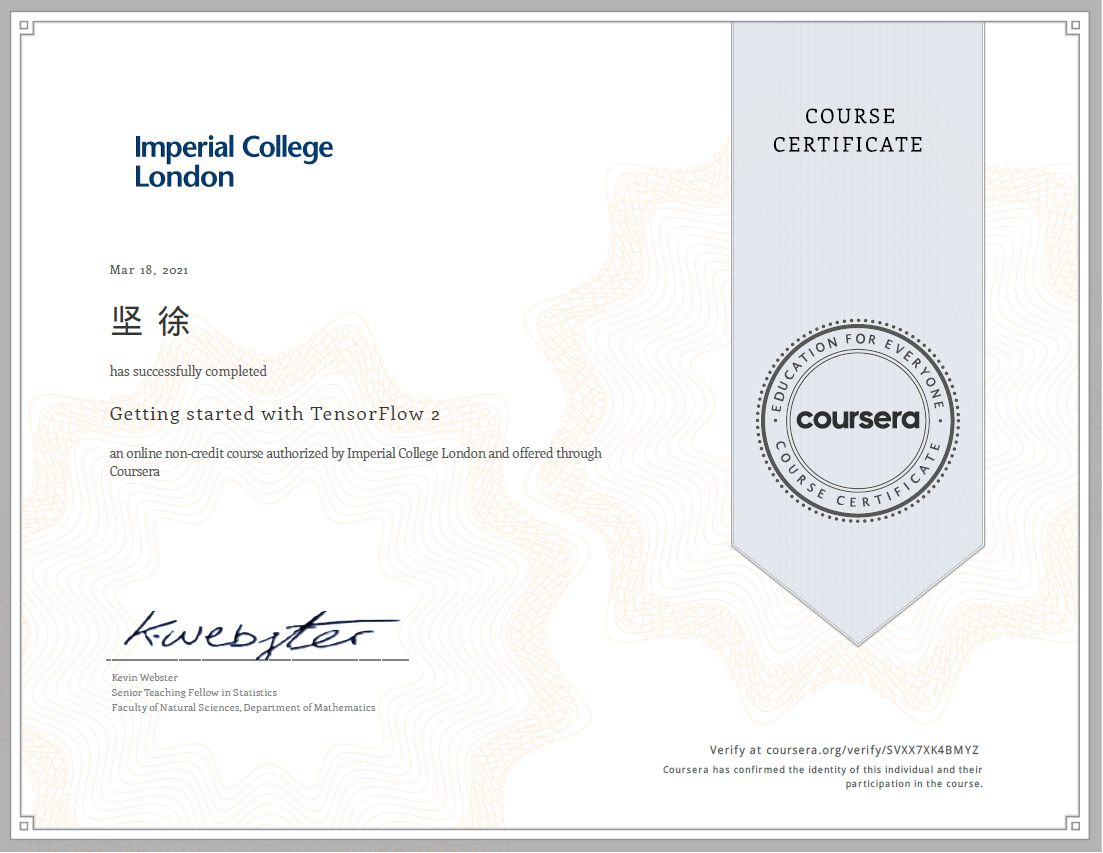 COURSE
CERTIFICATE
Imperial College
London
Mar 18, 2021
坚 徐
has successfully completed
Getting started with TensorFlow 2
an online non-credit course authorized by Imperial College London and offered through
Coursera
EDUCATION FOR EVERYONE
coursera
COURSE CERTIFICATE
K.Webster
Kevin Webster
Senior Teaching Fellow in Statistics
Faculty of Natural Sciences, Department of Mathematics
Verify at coursera.org/verify/SVXX7XK4BMYZ
Coursera has confirmed the identity of this individual and their
participation in the course.